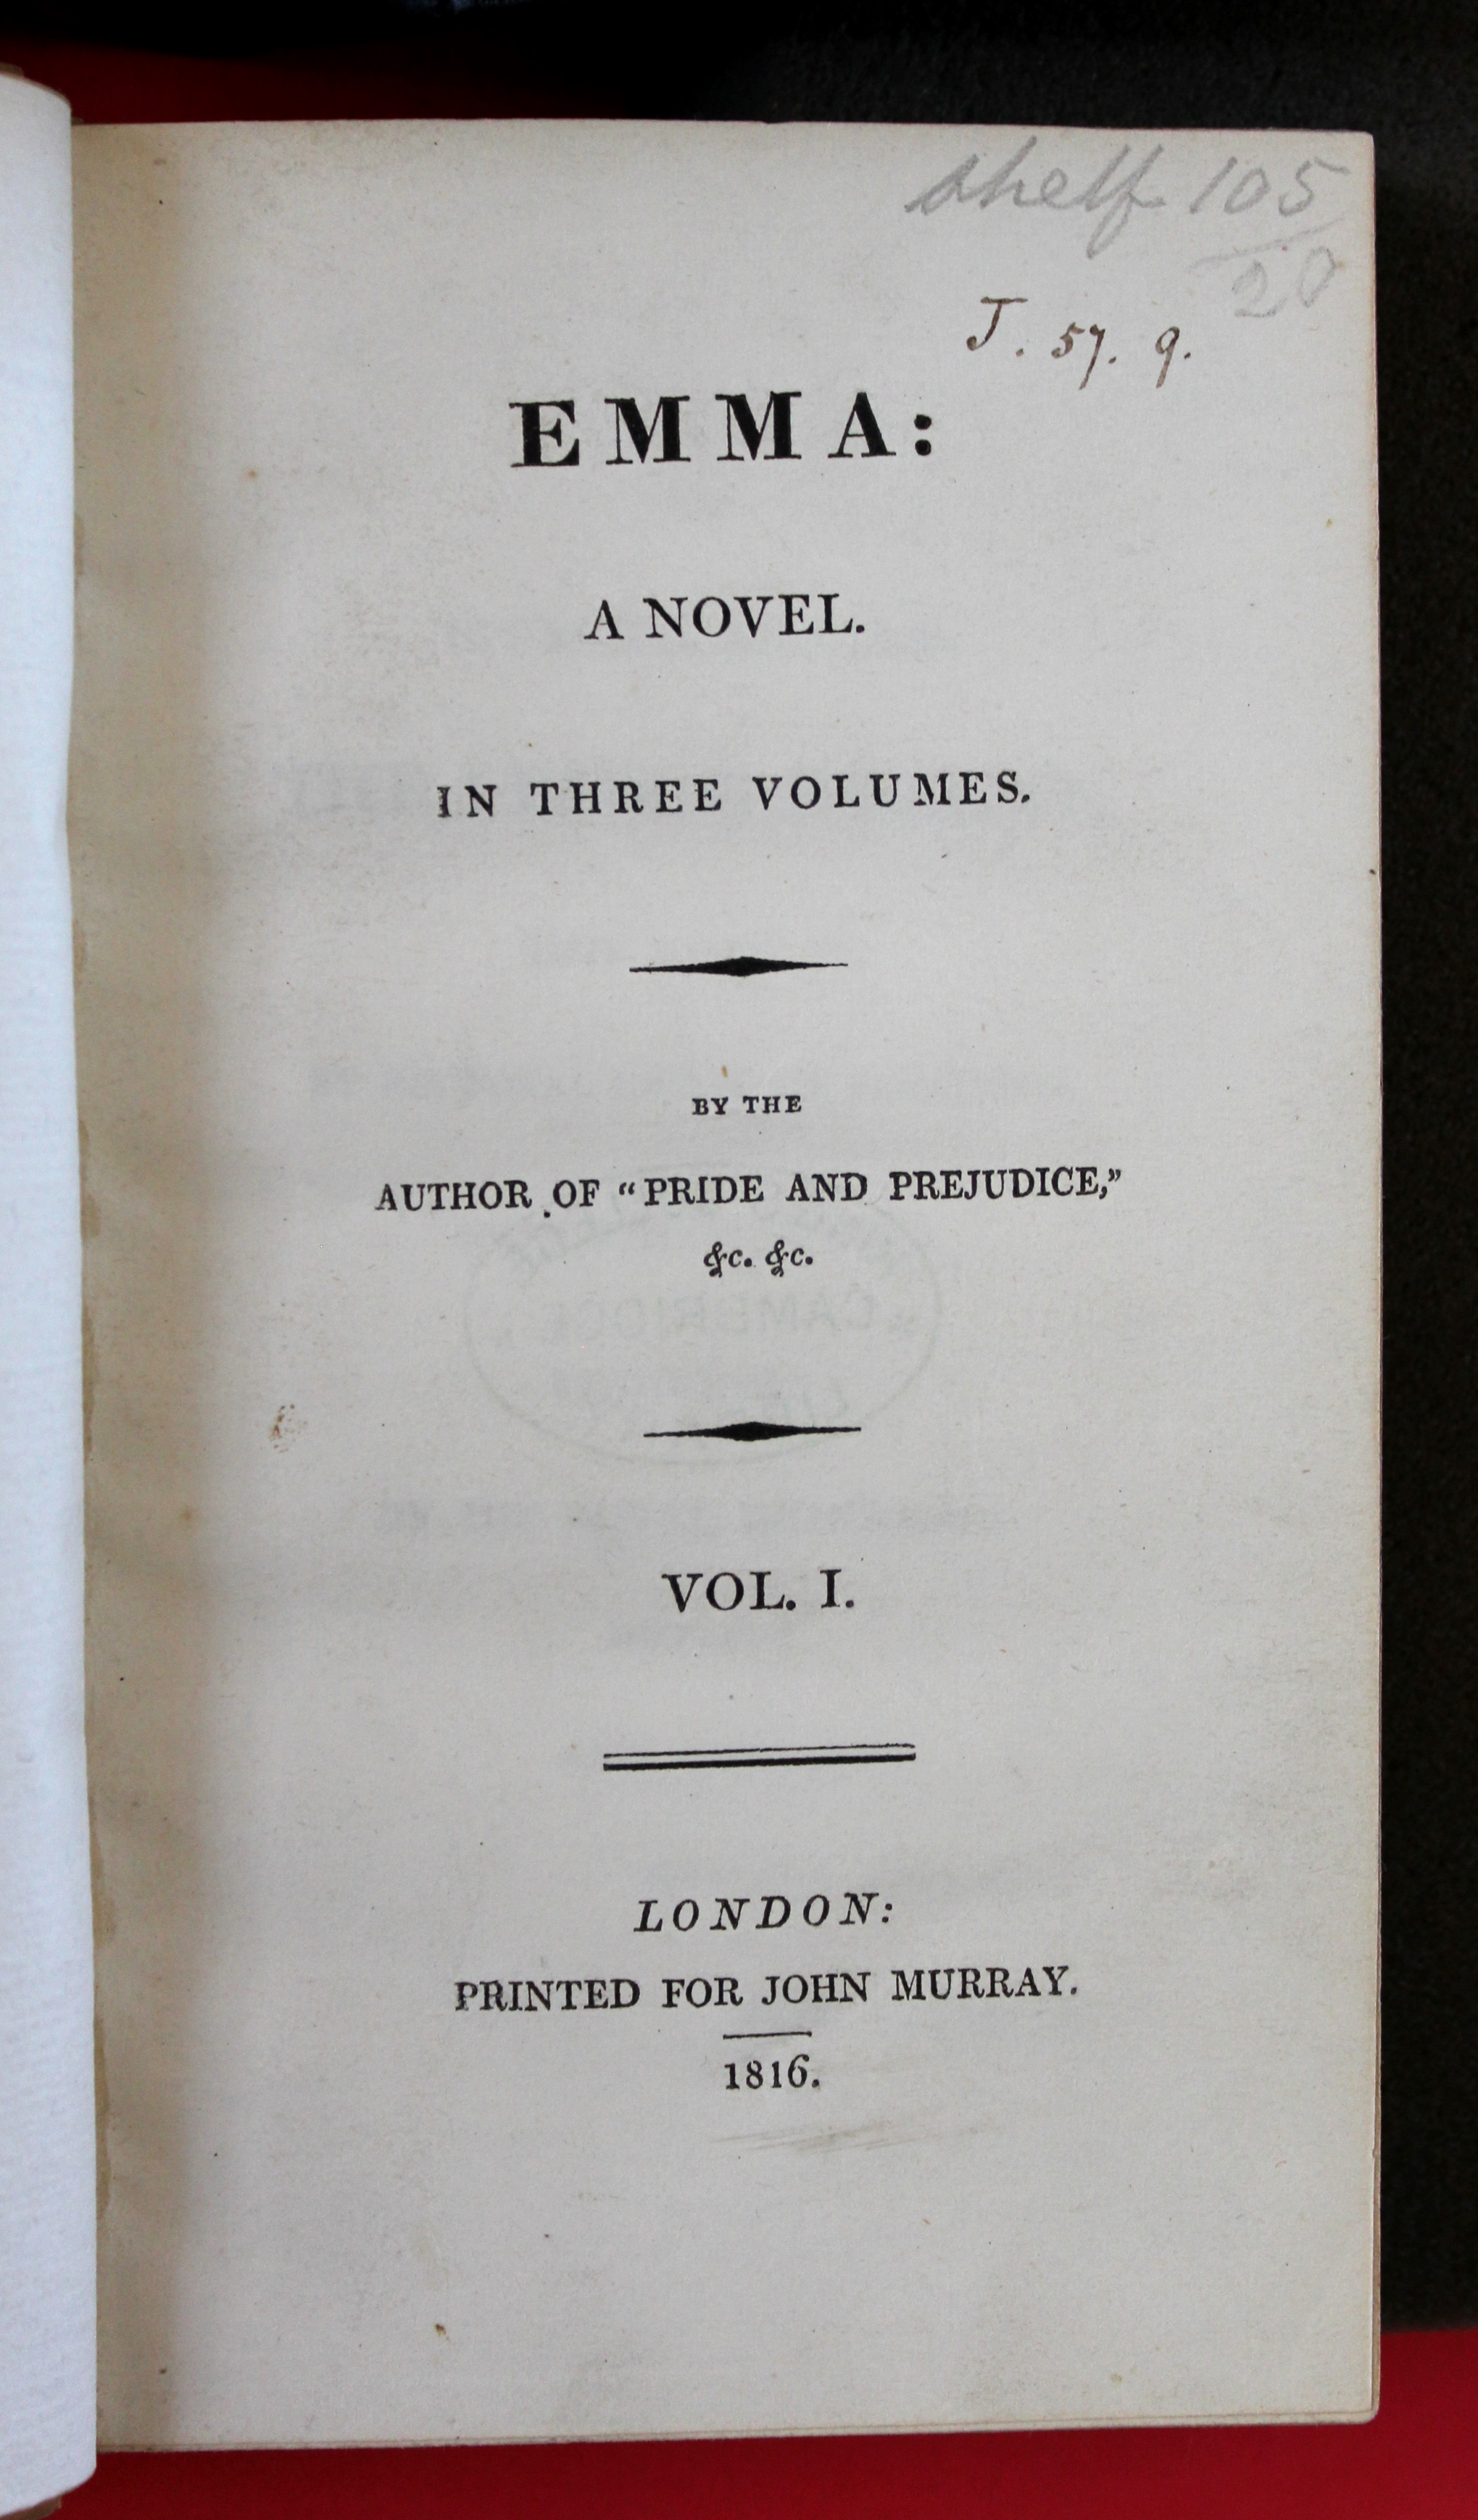 shelf 105
20
J. 57. 9.
EMMA:
A NOVEL.
IN THREE VOLUMES.
BY THE
AUTHOR OF “PRIDE AND PREJUDICE,”
&c. &c.
CAMBRIDGE
VOL. I.
LONDON:
PRINTED FOR JOHN MURRAY.
1816.